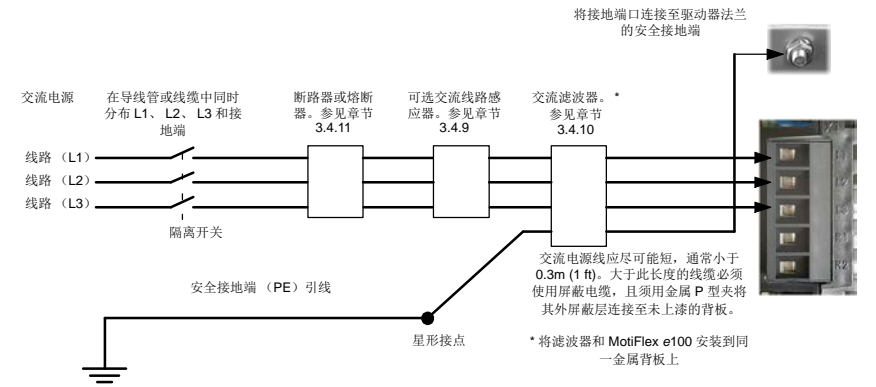 将接地端口连接至驱动器法兰
的安全接地端
交流电源
在导线管或线缆中同时
分布 L1、 L2、 L3 和接
地端
断路器或熔断
器。参见章节
3.4.11
可选交流线路感
应器。参见章节
3.4.9
交流滤波器。*
参见章节
3.4.10
线路 （L1）
线路 （L2）
线路 （L3）
隔离开关
交流电源线应尽可能短，通常小于
0.3m (1 ft)。大于此长度的线缆必须
使用屏蔽电缆，且须用金属 P 型夹将
其外屏蔽层连接至未上漆的背板。
安全接地端 （PE）引线
星形接点
* 将滤波器和 MotiFlex e100 安装到同
一金属背板上